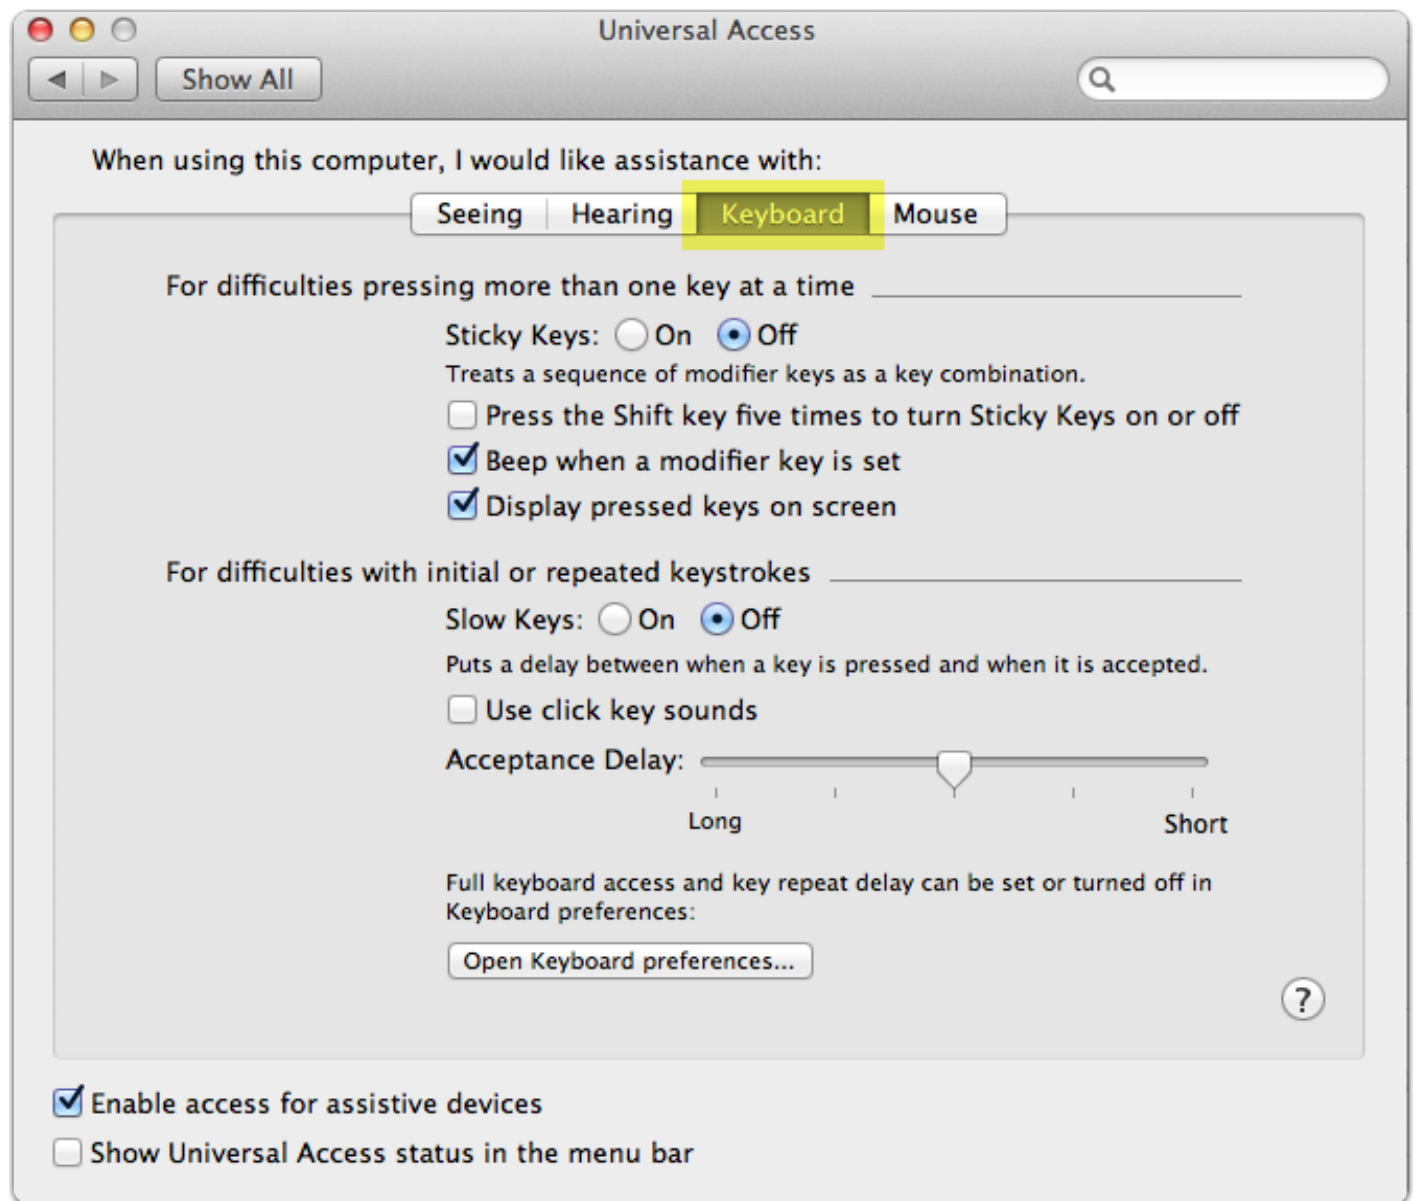 Universal Access
Show All
When using this computer, I would like assistance with:
Seeing Hearing Keyboard Mouse
For difficulties pressing more than one key at a time
Sticky Keys: On Off
Treats a sequence of modifier keys as a key combination.
Press the Shift key five times to turn Sticky Keys on or off
Beep when a modifier key is set
Display pressed keys on screen
For difficulties with initial or repeated keystrokes
Slow Keys: On Off
Puts a delay between when a key is pressed and when it is accepted.
Use click key sounds
Acceptance Delay:
Long Short
Full keyboard access and key repeat delay can be set or turned off in
Keyboard preferences:
Open Keyboard preferences...
?
Enable access for assistive devices
Show Universal Access status in the menu bar